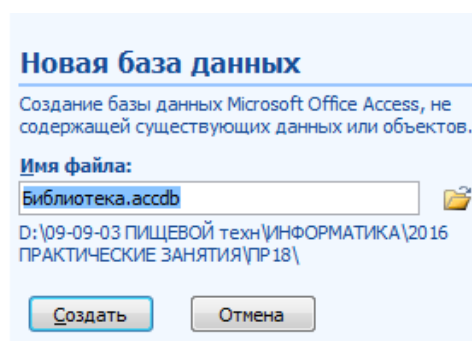 Новая база данных
Создание базы данных Microsoft Office Access, не
содержащей существующих данных или объектов.
Имя файла:
Библиотека.accdb
D:\09-09-03 ПИЩЕВОЙ техн\ИНФОРМАТИКА\2016
ПРАКТИЧЕСКИЕ ЗАНЯТИЯ\ПР18\
Создать Отмена